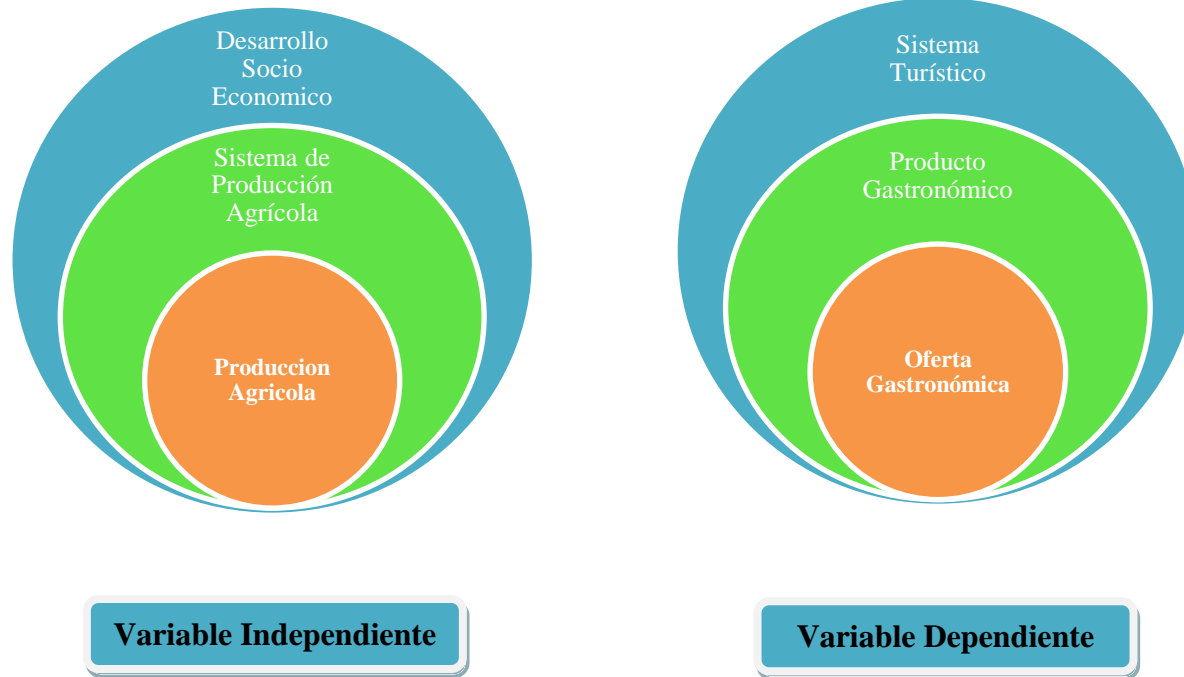 Desarrollo
Socio
Economico
Sistema de
Producción
Agrícola
Produccion
Agricola
Variable Independiente
Sistema
Turístico
Producto
Gastronómico
Oferta
Gastronómica
Variable Dependiente